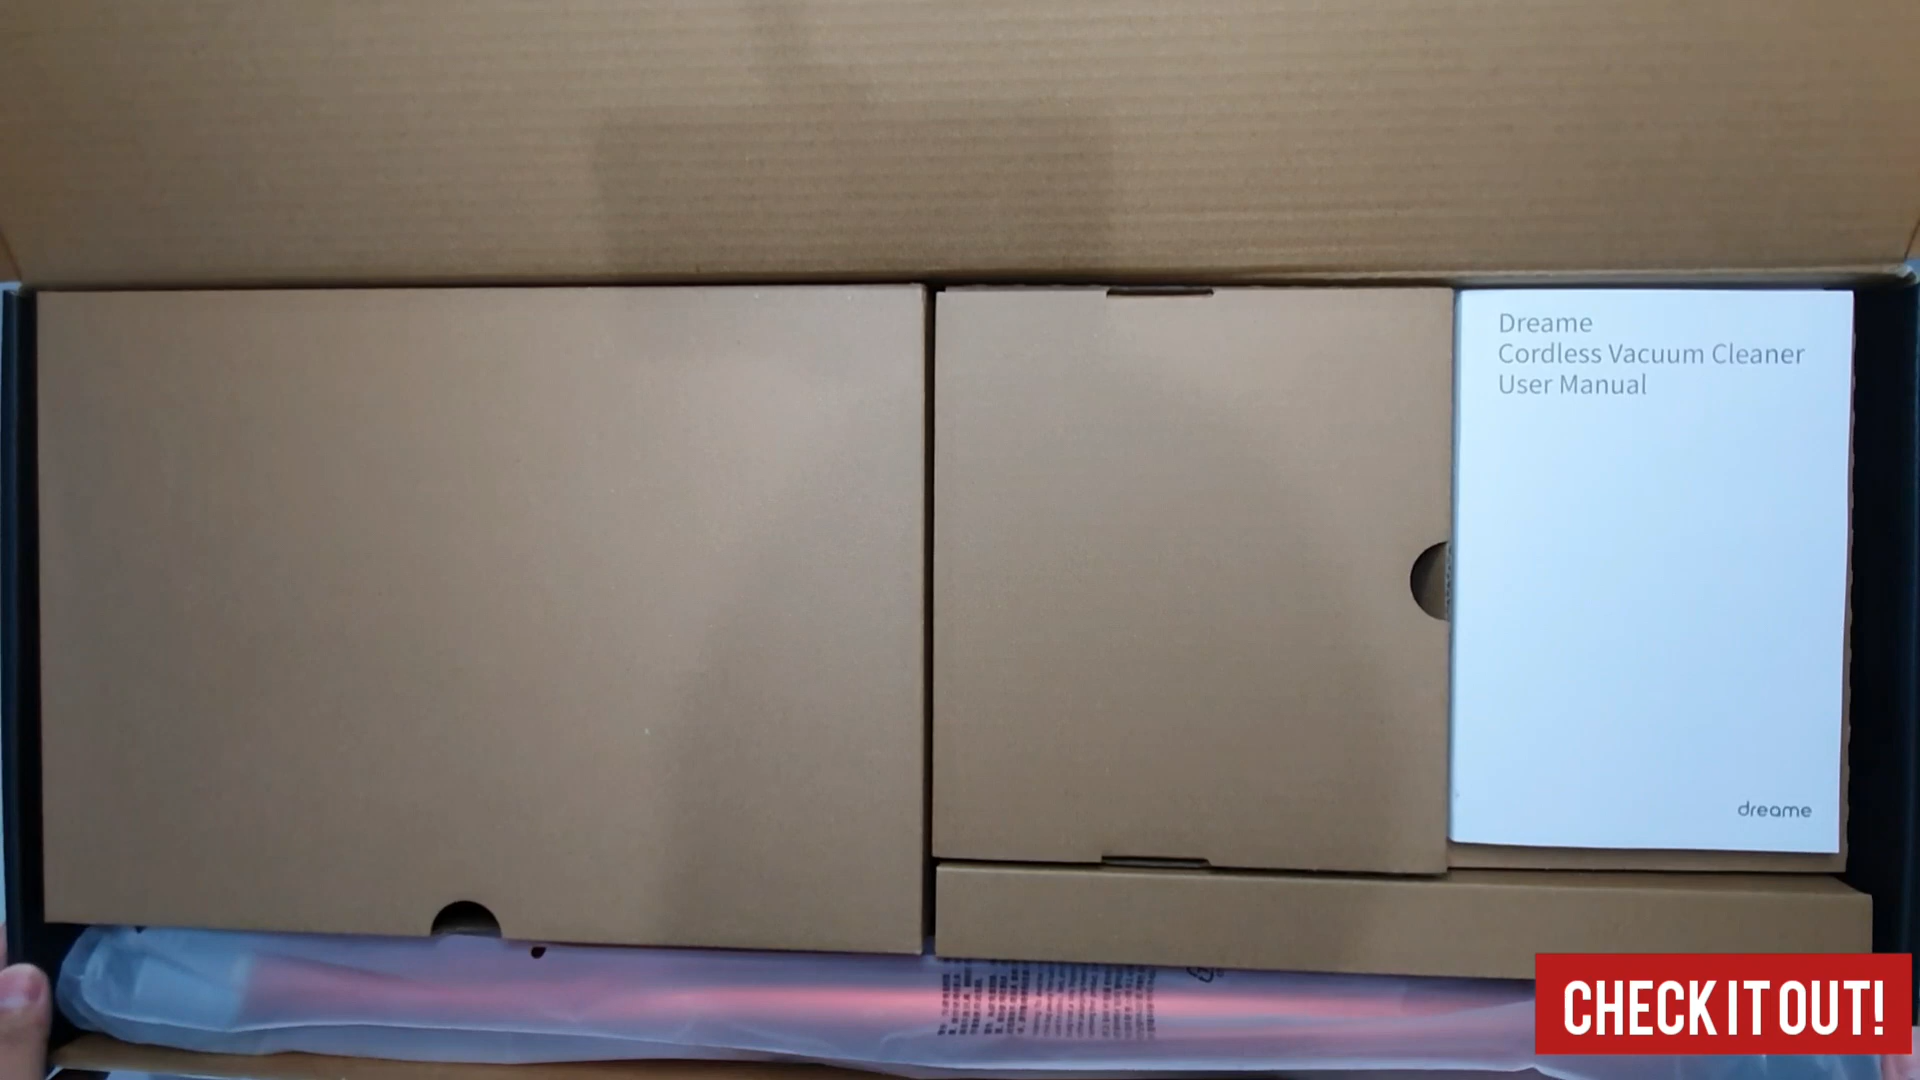 Dreame
Cordless Vacuum Cleaner
User Manual
dreame
CHECK IT OUT!